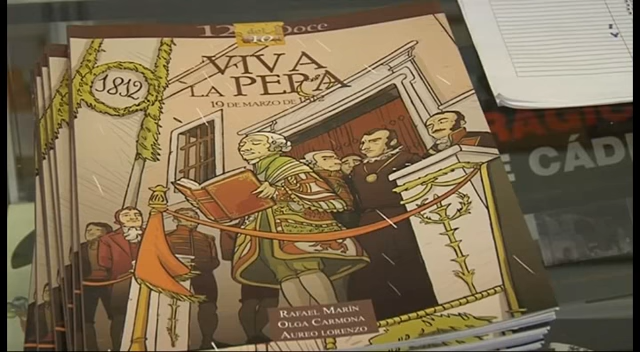 12 del Doce
10
VIVA
LA PEPA
19 DE MARZO DE 1812
1812
RAFAEL MARÍN
OLGA CARMONA
AUREO LORENZO
E CÁDI